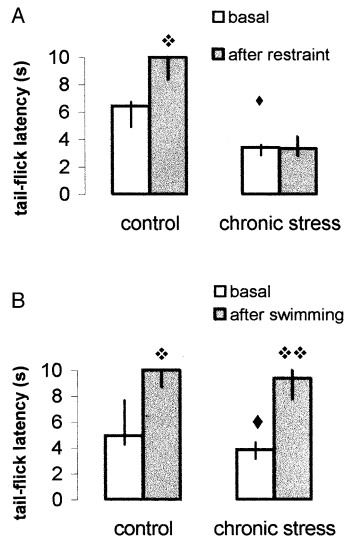 A
basal
after restraint
tail-flick latency (s)
10
8
6
4
2
0
control
chronic stress
B
basal
after swimming
tail-flick latency (s)
10
8
6
4
2
0
control
chronic stress